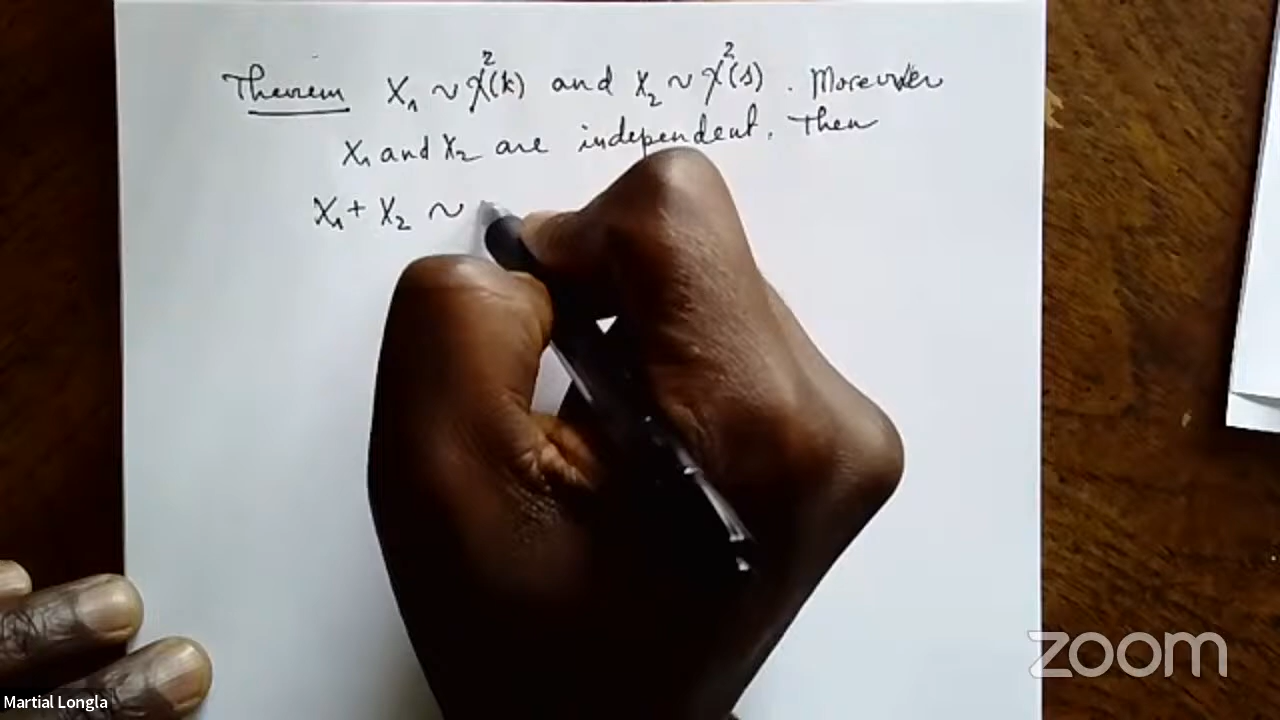 Theorem X₁ ~ χ²(k) and X₂ ~ χ²(s). Moreover
X₁ and X₂ are independent. Then
X₁ + X₂ ~
zoom
Martial Longla